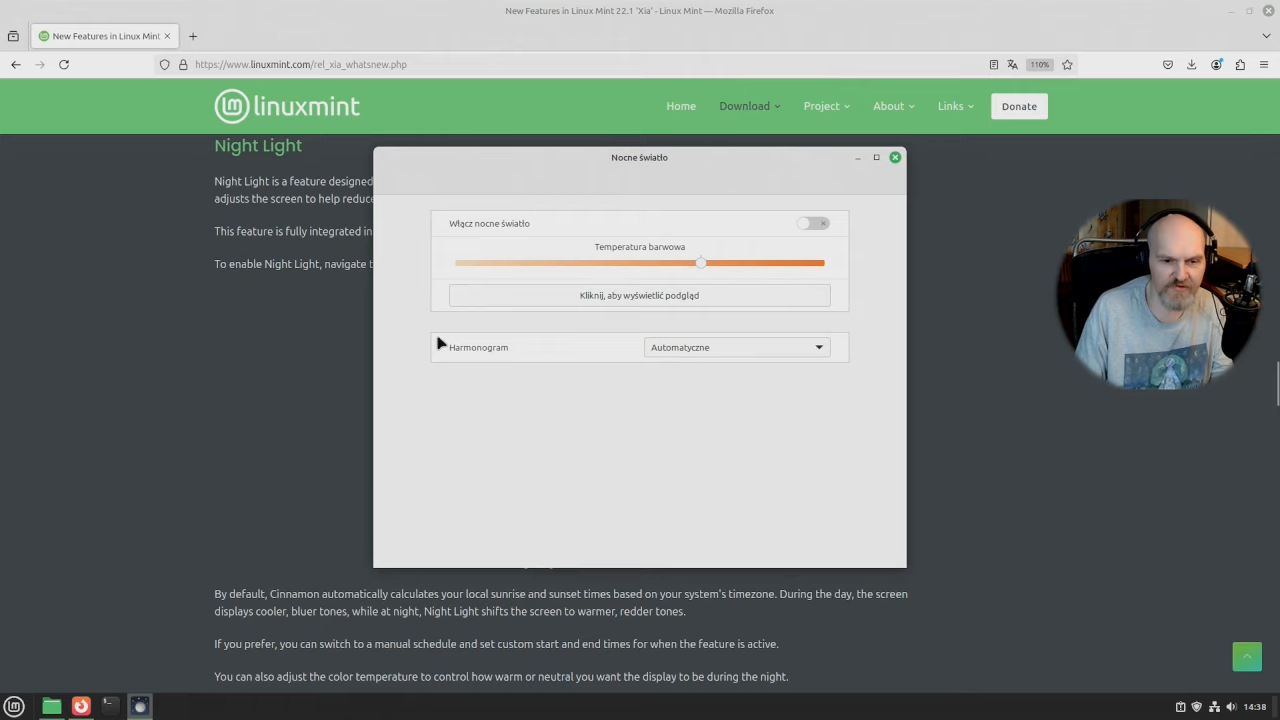 New Features in Linux Mint 22.1 'Xia' - Linux Mint — Mozilla Firefox
New Features in Linux Mint
https://www.linuxmint.com/rel_xia_whatsnew.php
110%
linuxmint
Home
Download
Project
About
Links
Donate
Night Light
Nocne światło
Night Light is a feature designed
adjusts the screen to help reduce
This feature is fully integrated in
To enable Night Light, navigate t
Włącz nocne światło
Temperatura barwowa
Kliknij, aby wyświetlić podgląd
Harmonogram
Automatyczne
By default, Cinnamon automatically calculates your local sunrise and sunset times based on your system's timezone. During the day, the screen
displays cooler, bluer tones, while at night, Night Light shifts the screen to warmer, redder tones.
If you prefer, you can switch to a manual schedule and set custom start and end times for when the feature is active.
You can also adjust the color temperature to control how warm or neutral you want the display to be during the night.
14:38